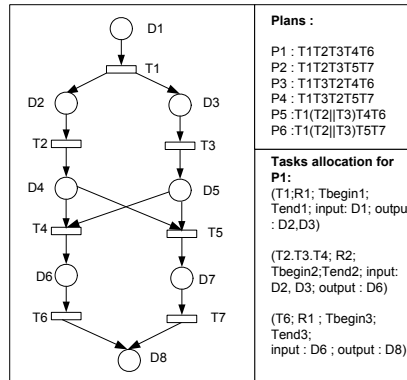 D1
T1
D2
D3
T2
T3
D4
D5
T4
T5
D6
D7
T6
T7
D8
Plans :
P1 : T1T2T3T4T6
P2 : T1T2T3T5T7
P3 : T1T3T2T4T6
P4 : T1T3T2T5T7
P5 : T1(T2||T3)T4T6
P6 : T1(T2||T3)T5T7
Tasks allocation for
P1:
(T1;R1; Tbegin1;
Tend1; input: D1; output
: D2,D3)
(T2.T3.T4; R2;
Tbegin2;Tend2; input:
D2, D3; output : D6)
(T6; R1 ; Tbegin3;
Tend3;
input : D6 ; output : D8)